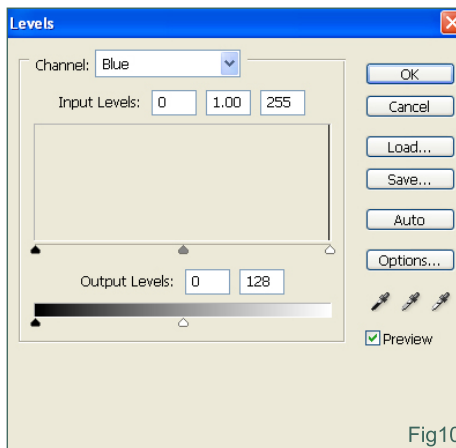 Levels
Channel: Blue
OK
Input Levels: 0 1.00 255
Cancel
Load...
Save...
Auto
Options...
Output Levels: 0 128
Preview